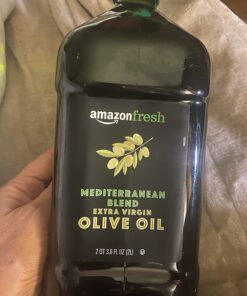 amazonfresh
MEDITERRANEAN
BLEND
EXTRA VIRGIN
OLIVE OIL
2 QT 3.6 FL OZ (2L)